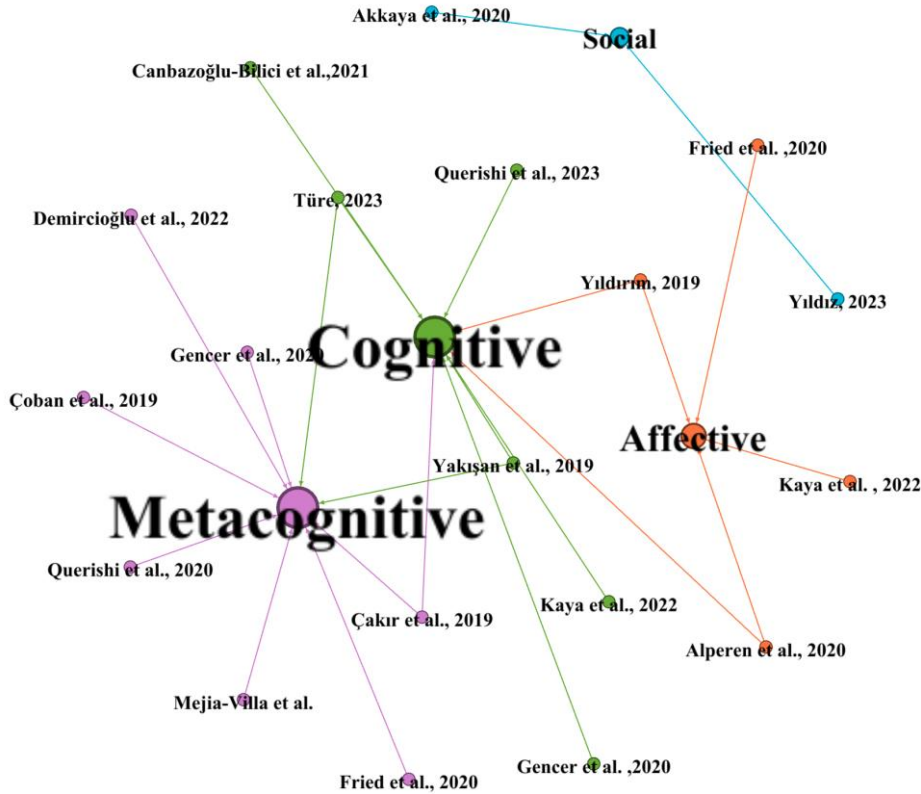 Akkaya et al., 2020
Social
Canbazoğlu-Bilici et al.,2021
Fried et al. ,2020
Querishi et al., 2023
Türe, 2023
Demircioğlu et al., 2022
Yıldırım, 2019
Yıldız, 2023
Cognitive
Gencer et al., 2020
Çoban et al., 2019
Affective
Yakışan et al., 2019
Kaya et al. , 2022
Metacognitive
Querishi et al., 2020
Kaya et al., 2022
Çakır et al., 2019
Alperen et al., 2020
Mejia-Villa et al.
Gencer et al. ,2020
Fried et al., 2020